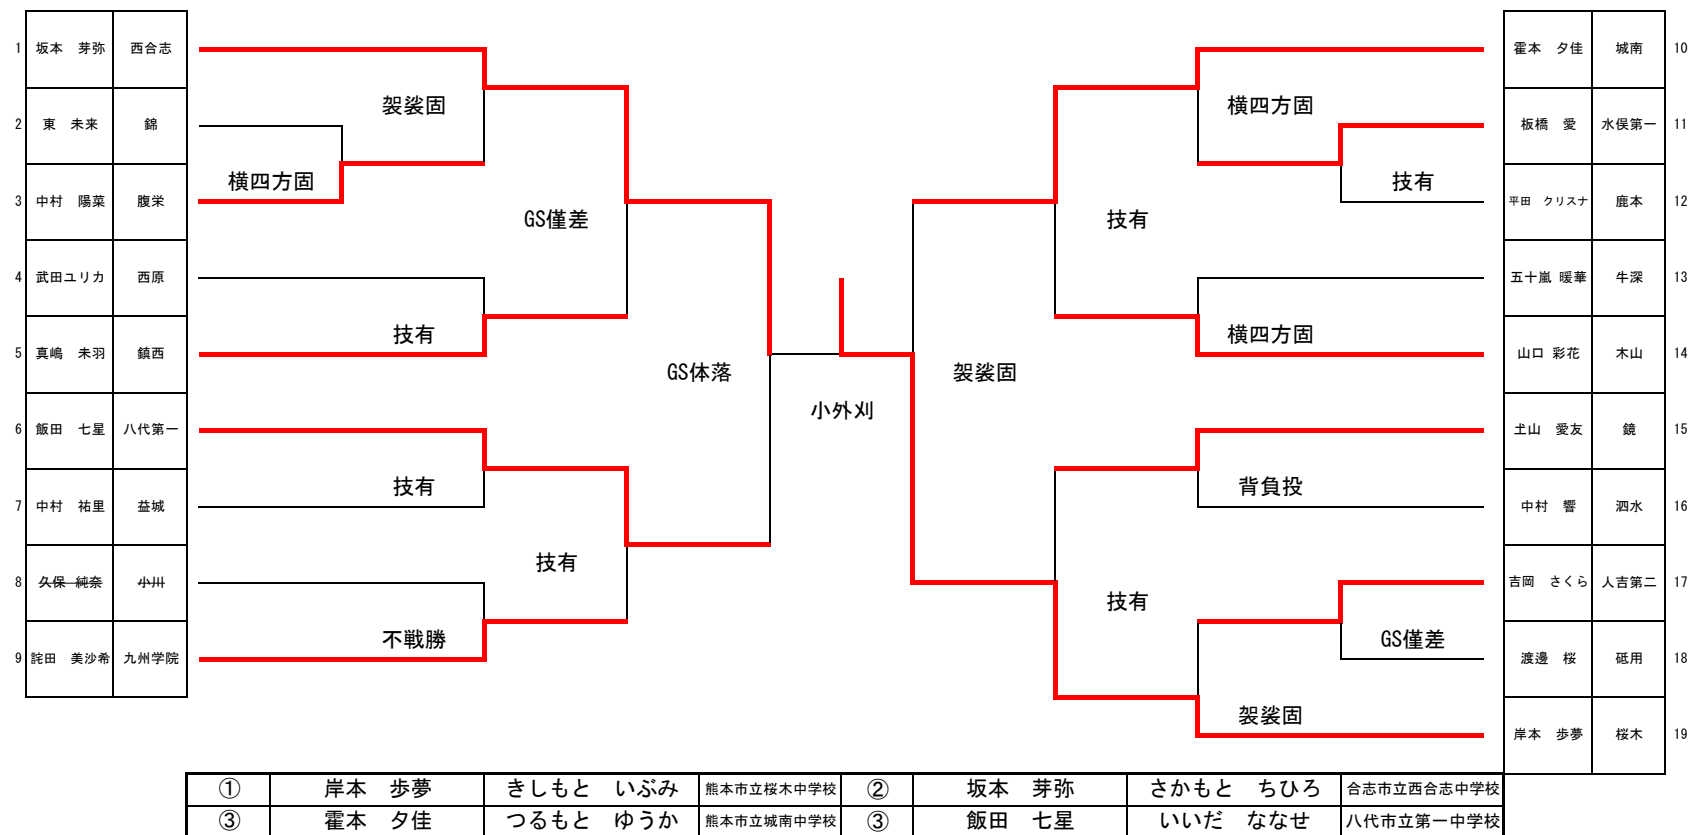 1 坂本　芽弥 西合志
2 東　未来 錦
3 中村　陽菜 腹栄
4 武田ユリカ 西原
5 真嶋　未羽 鎮西
6 飯田　七星 八代第一
7 中村　祐里 益城
8 久保 純奈 小川
9 詫田　美沙希 九州学院
袈裟固
横四方固
GS僅差
技有
GS体落
技有
技有
不戦勝
小外刈
横四方固
技有
技有
横四方固
袈裟固
背負投
技有
GS僅差
袈裟固
霍本　夕佳 城南 10
板橋　愛 水俣第一 11
平田　クリスナ 鹿本 12
五十嵐 暖華 牛深 13
山口 彩花 木山 14
圡山　愛友 鏡 15
中村　響 泗水 16
吉岡　さくら 人吉第二 17
渡邊　桜 砥用 18
岸本　歩夢 桜木 19
① 岸本　歩夢 きしもと　いぶみ 熊本市立桜木中学校 ② 坂本　芽弥 さかもと　ちひろ 合志市立西合志中学校
③ 霍本　夕佳 つるもと　ゆうか 熊本市立城南中学校 ③ 飯田　七星 いいだ　ななせ 八代市立第一中学校